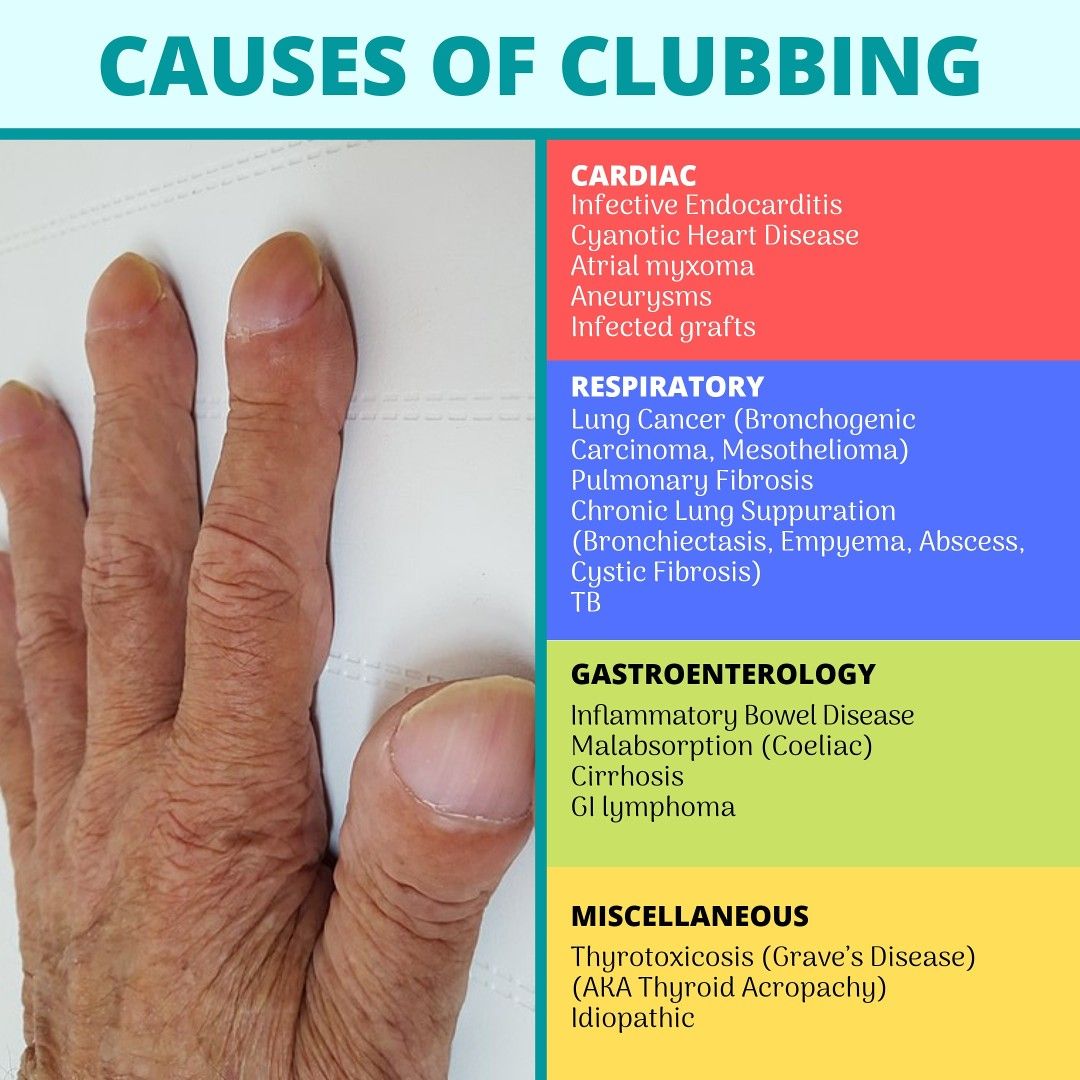 CAUSES OF CLUBBING
CARDIAC
Infective Endocarditis
Cyanotic Heart Disease
Atrial myxoma
Aneurysms
Infected grafts
RESPIRATORY
Lung Cancer (Bronchogenic
Carcinoma, Mesothelioma)
Pulmonary Fibrosis
Chronic Lung Suppuration
(Bronchiectasis, Empyema, Abscess,
Cystic Fibrosis)
TB
GASTROENTEROLOGY
Inflammatory Bowel Disease
Malabsorption (Coeliac)
Cirrhosis
GI lymphoma
MISCELLANEOUS
Thyrotoxicosis (Grave's Disease)
(AKA Thyroid Acropachy)
Idiopathic